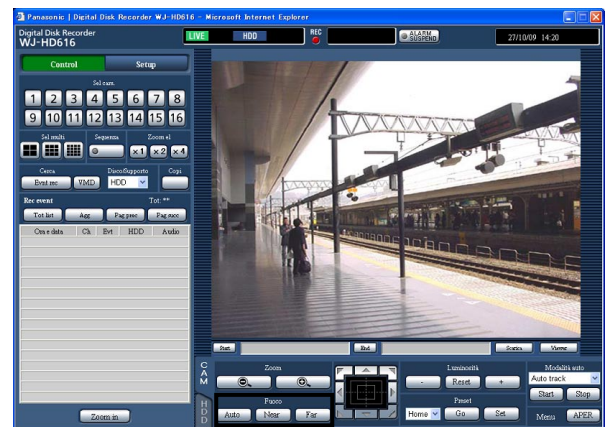 Panasonic | Digital Disk Recorder WJ-HD616 - Microsoft Internet Explorer
Digital Disk Recorder
WJ-HD616
LIVE HDD REC ALARM SUSPEND 27/10/09 14:20
Control Setup
Sel cam.
1 2 3 4 5 6 7 8
9 10 11 12 13 14 15 16
Sel multi Sequenza Zoom el
x1 x2 x4
Cerca DiscoSupporto Copi
Evnt rec VMD HDD
Rec event Tot: **
Tot list Agg Pag prec Pag succ
Ora e data Ch Evt HDD Audio
Zoom in
Start End Scarica Viewer
CAM
HDD
Zoom
Fuoco
Auto Near Far
Luminosità
- Reset +
Preset
Home Go Set
Modalità auto
Auto track
Start Stop
Menu APER